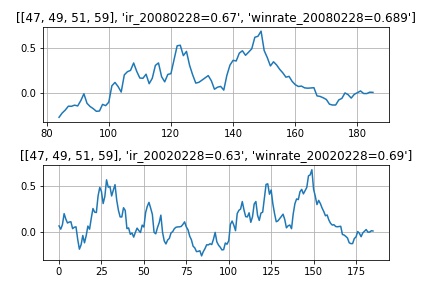 [[47, 49, 51, 59], 'ir_20080228=0.67', 'winrate_20080228=0.689']
0.5
0.0
80 100 120 140 160 180
[[47, 49, 51, 59], 'ir_20020228=0.63', 'winrate_20020228=0.69']
0.5
0.0
0 25 50 75 100 125 150 175